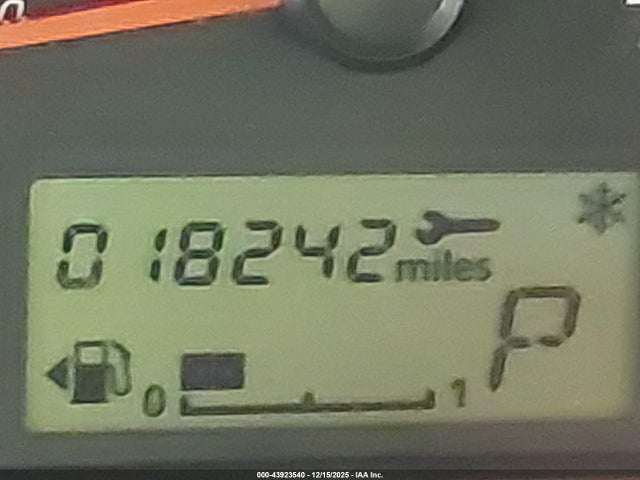 018242 miles
P
0 1
000-43923540 - 12/15/2025 - IAA Inc.